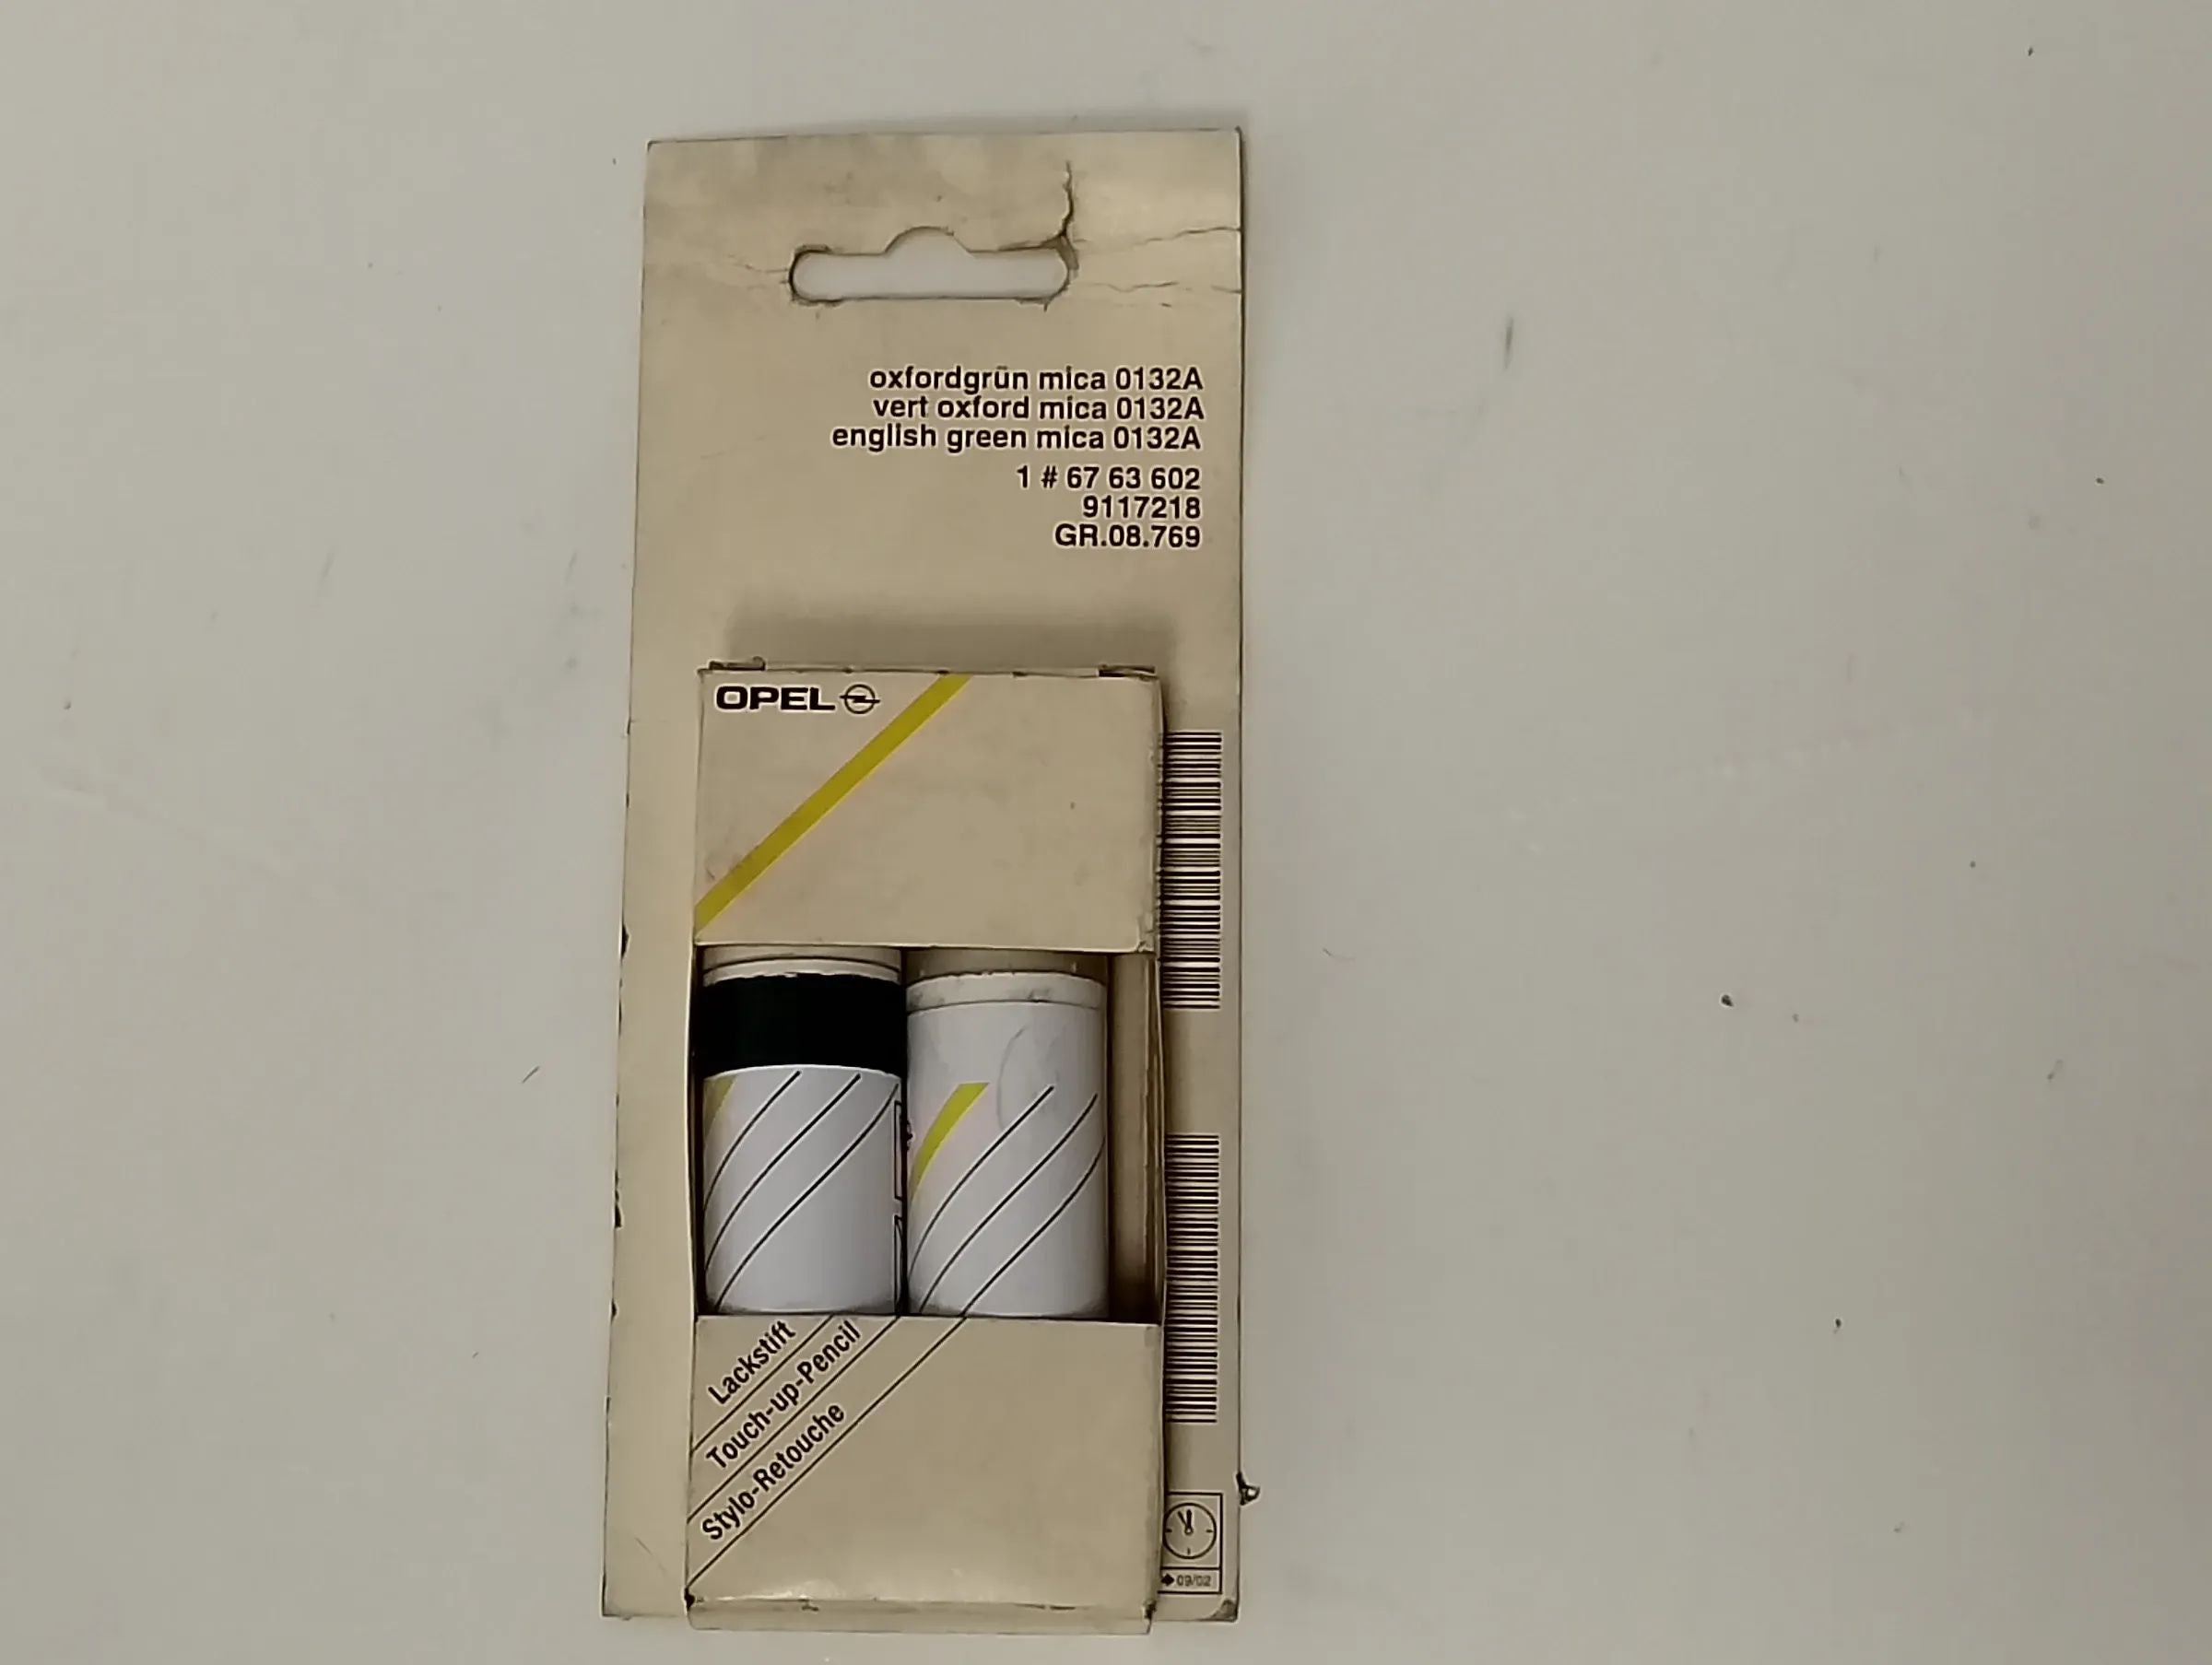 oxfordgrün mica 0132A
vert oxford mica 0132A
english green mica 0132A
1 # 67 63 602
9117218
GR.08.769
OPEL
Lackstift
Touch-up-Pencil
Stylo-Retouche
09/02